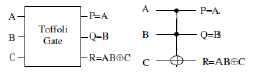 A P=A
B Toffoli Gate Q=B
C R=AB⊕C
A P=A
B Q=B
C R=AB⊕C